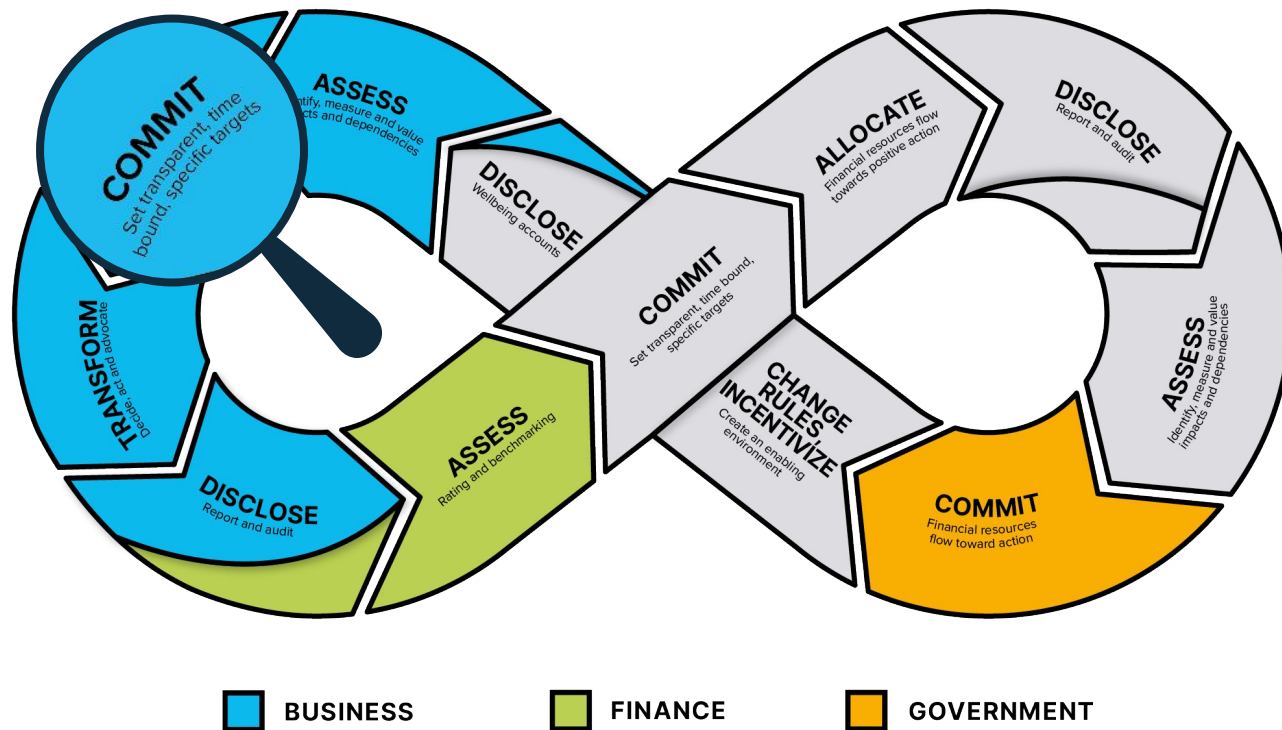 COMMIT
Set transparent, time
bound, specific targets
ASSESS
measure and value
and dependencies
DISCLOSE
Wellbeing accounts
TRANSFORM
Decide, act and advocate
DISCLOSE
Report and audit
ASSESS
Rating and benchmarking
COMMIT
Set transparent, time bound,
specific targets
ALLOCATE
Financial resources flow
towards positive action
DISCLOSE
Report and audit
ASSESS
Identify, measure and value
impacts and dependencies
COMMIT
Financial resources
flow toward action
CHANGE
RULES
INCENTIVIZE
Create an enabling
environment
BUSINESS
FINANCE
GOVERNMENT